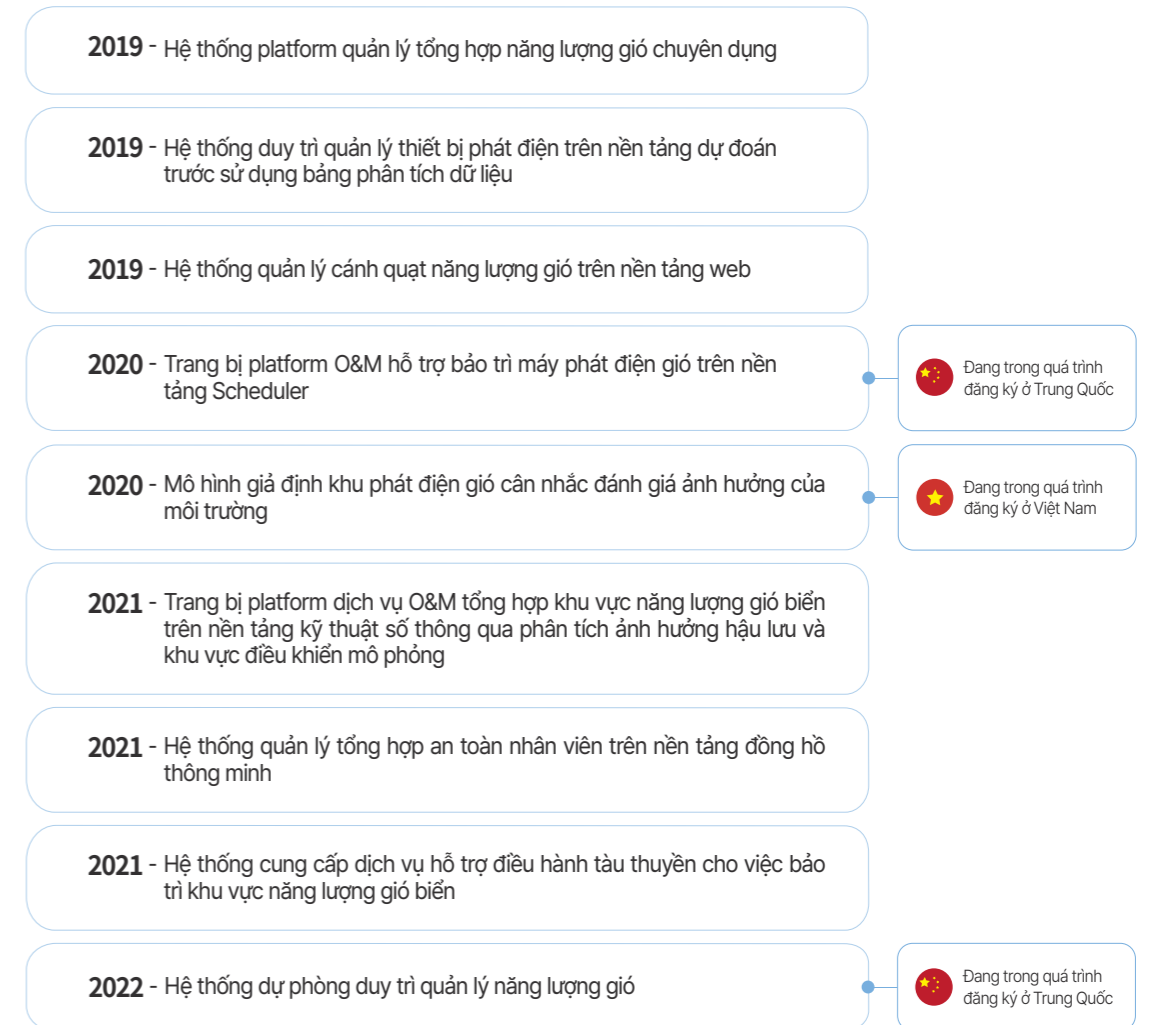 2019 - Hệ thống platform quản lý tổng hợp năng lượng gió chuyên dụng
2019 - Hệ thống duy trì quản lý thiết bị phát điện trên nền tảng dự đoán
trước sử dụng bảng phân tích dữ liệu
2019 - Hệ thống quản lý cánh quạt năng lượng gió trên nền tảng web
2020 - Trang bị platform O&M hỗ trợ bảo trì máy phát điện gió trên nền
tảng Scheduler
Đang trong quá trình
đăng ký ở Trung Quốc
2020 - Mô hình giả định khu phát điện gió cân nhắc đánh giá ảnh hưởng của
môi trường
Đang trong quá trình
đăng ký ở Việt Nam
2021 - Trang bị platform dịch vụ O&M tổng hợp khu vực năng lượng gió biển
trên nền tảng kỹ thuật số thông qua phân tích ảnh hưởng hậu lưu và
khu vực điều khiển mô phỏng
2021 - Hệ thống quản lý tổng hợp an toàn nhân viên trên nền tảng đồng hồ
thông minh
2021 - Hệ thống cung cấp dịch vụ hỗ trợ điều hành tàu thuyền cho việc bảo
trì khu vực năng lượng gió biển
2022 - Hệ thống dự phòng duy trì quản lý năng lượng gió
Đang trong quá trình
đăng ký ở Trung Quốc